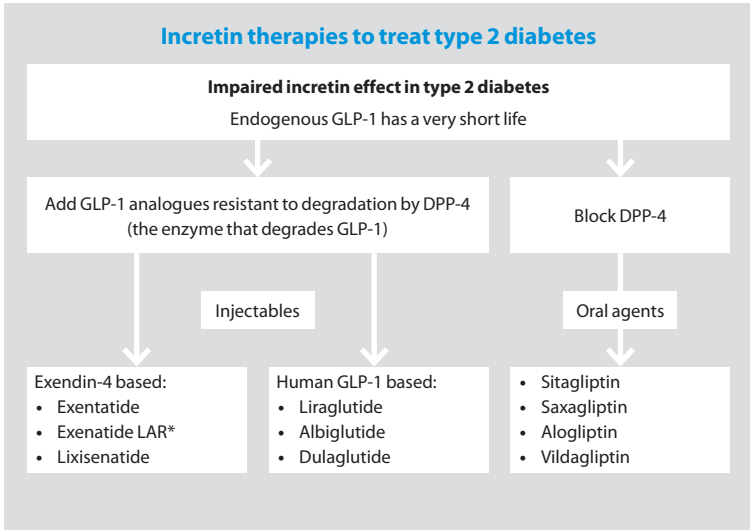 Incretin therapies to treat type 2 diabetes
Impaired incretin effect in type 2 diabetes
Endogenous GLP-1 has a very short life
Add GLP-1 analogues resistant to degradation by DPP-4
(the enzyme that degrades GLP-1)
Block DPP-4
Injectables
Oral agents
Exendin-4 based:
• Exentatide
• Exenatide LAR*
• Lixisenatide
Human GLP-1 based:
• Liraglutide
• Albiglutide
• Dulaglutide
• Sitagliptin
• Saxagliptin
• Alogliptin
• Vildagliptin